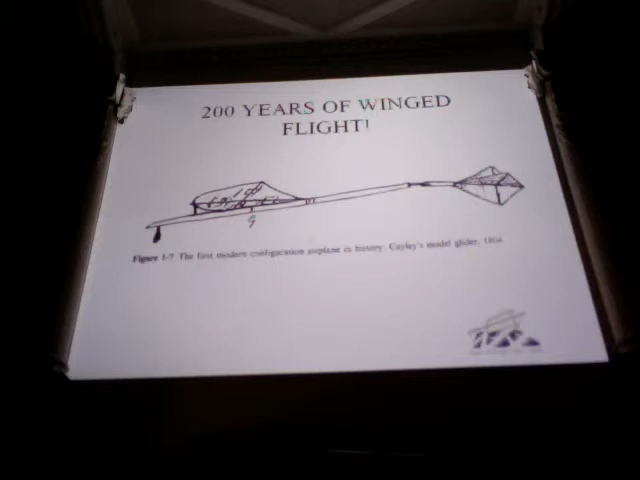 200 YEARS OF WINGED
FLIGHT!
Figure 1-7 The first modern configuration airplane in history: Cayley's model glider, 1804